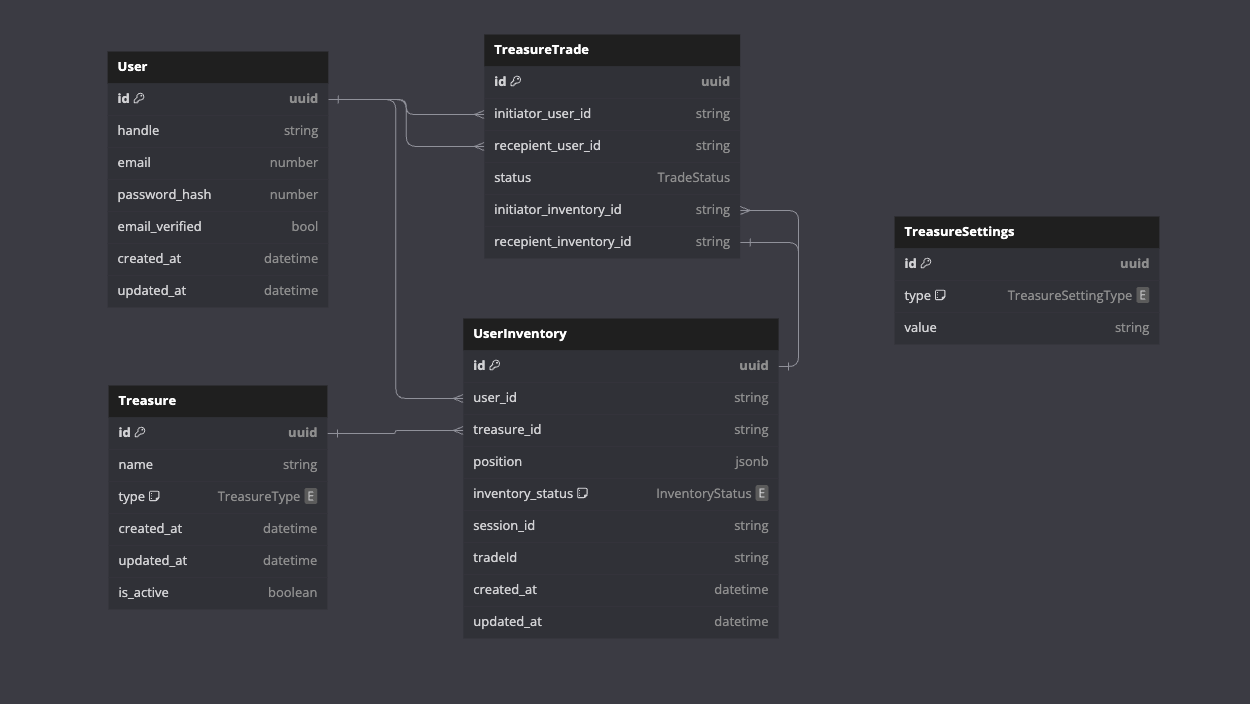 User
id uuid
handle string
email number
password_hash number
email_verified bool
created_at datetime
updated_at datetime
TreasureTrade
id uuid
initiator_user_id string
recepient_user_id string
status TradeStatus
initiator_inventory_id string
recepient_inventory_id string
TreasureSettings
id uuid
type TreasureSettingType E
value string
UserInventory
id uuid
user_id string
treasure_id string
position jsonb
inventory_status InventoryStatus E
session_id string
tradeId string
created_at datetime
updated_at datetime
Treasure
id uuid
name string
type TreasureType E
created_at datetime
updated_at datetime
is_active boolean